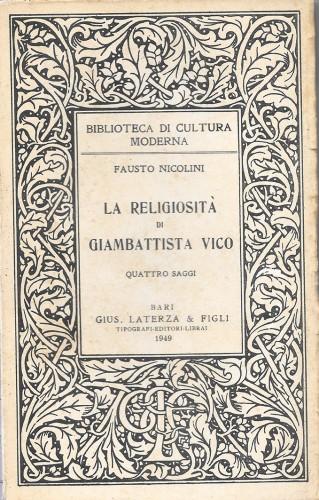 BIBLIOTECA DI CULTURA
MODERNA
FAUSTO NICOLINI
LA RELIGIOSITÀ
DI
GIAMBATTISTA VICO
QUATTRO SAGGI
BARI
GIUS. LATERZA & FIGLI
TIPOGRAFI-EDITORI-LIBRAI
1949